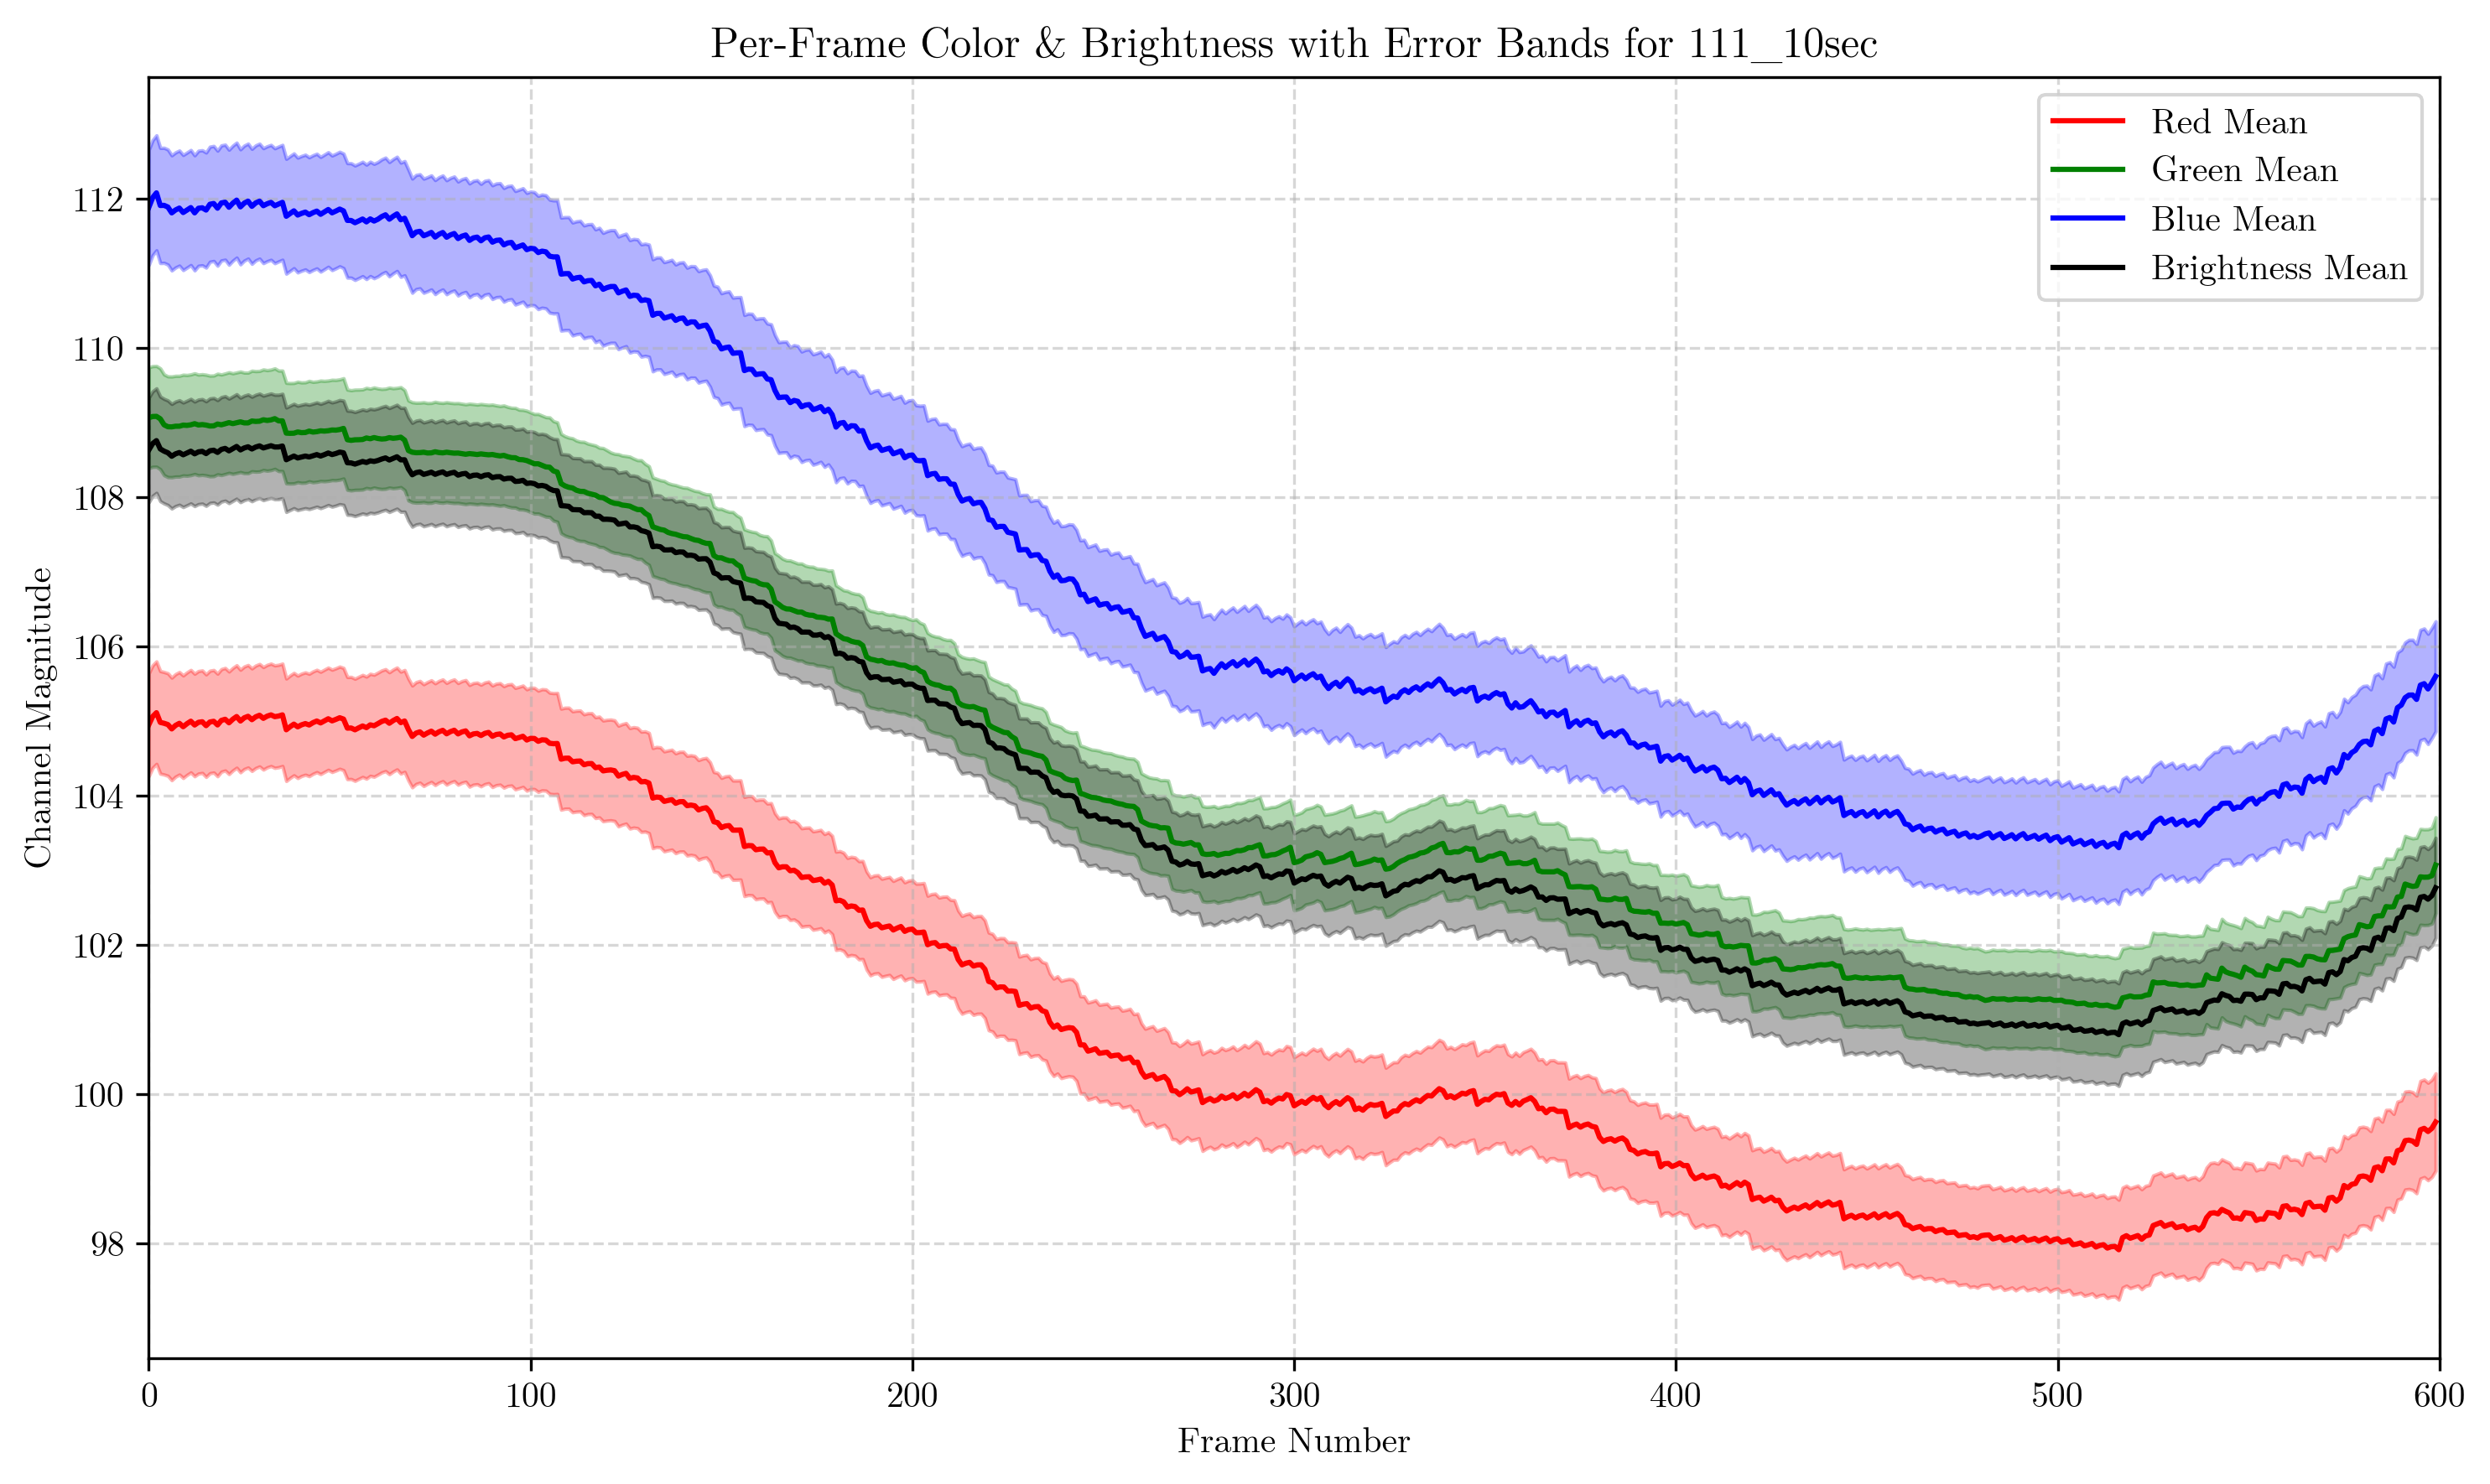 Per-Frame Color & Brightness with Error Bands for 111_10sec
Red Mean
Green Mean
Blue Mean
Brightness Mean
Channel Magnitude
112
110
108
106
104
102
100
98
0 100 200 300 400 500 600
Frame Number